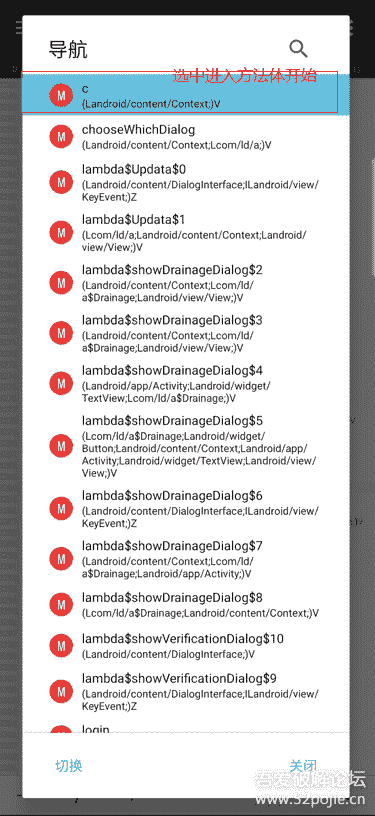 导航
选中进入方法体开始
M
c
(Landroid/content/Context;)V
M
chooseWhichDialog
(Landroid/content/Context;Lcom/ld/a;)V
M
lambda$Updata$0
(Landroid/content/DialogInterface;ILandroid/view/
KeyEvent;)Z
M
lambda$Updata$1
(Lcom/ld/a;Landroid/content/Context;Landroid/
view/View;)V
M
lambda$showDrainageDialog$2
(Landroid/content/Context;Lcom/ld/
a$Drainage;Landroid/view/View;)V
M
lambda$showDrainageDialog$3
(Landroid/content/Context;Lcom/ld/
a$Drainage;Landroid/view/View;)V
M
lambda$showDrainageDialog$4
(Landroid/app/Activity;Landroid/widget/
TextView;Lcom/ld/a$Drainage;)V
M
lambda$showDrainageDialog$5
(Lcom/ld/a$Drainage;Landroid/widget/
Button;Landroid/content/Context;Landroid/app/
Activity;Landroid/widget/TextView;Landroid/view/
View;)V
M
lambda$showDrainageDialog$6
(Landroid/content/DialogInterface;ILandroid/view/
KeyEvent;)Z
M
lambda$showDrainageDialog$7
(Landroid/content/Context;Lcom/ld/
a$Drainage;Landroid/app/Activity;)V
M
lambda$showDrainageDialog$8
(Lcom/ld/a$Drainage;Landroid/content/Context;)V
M
lambda$showVerificationDialog$10
(Landroid/content/DialogInterface;)V
M
lambda$showVerificationDialog$9
(Landroid/content/DialogInterface;ILandroid/view/
KeyEvent;)Z
login
切换
关闭
吾爱破解论坛
www.52pojie.cn